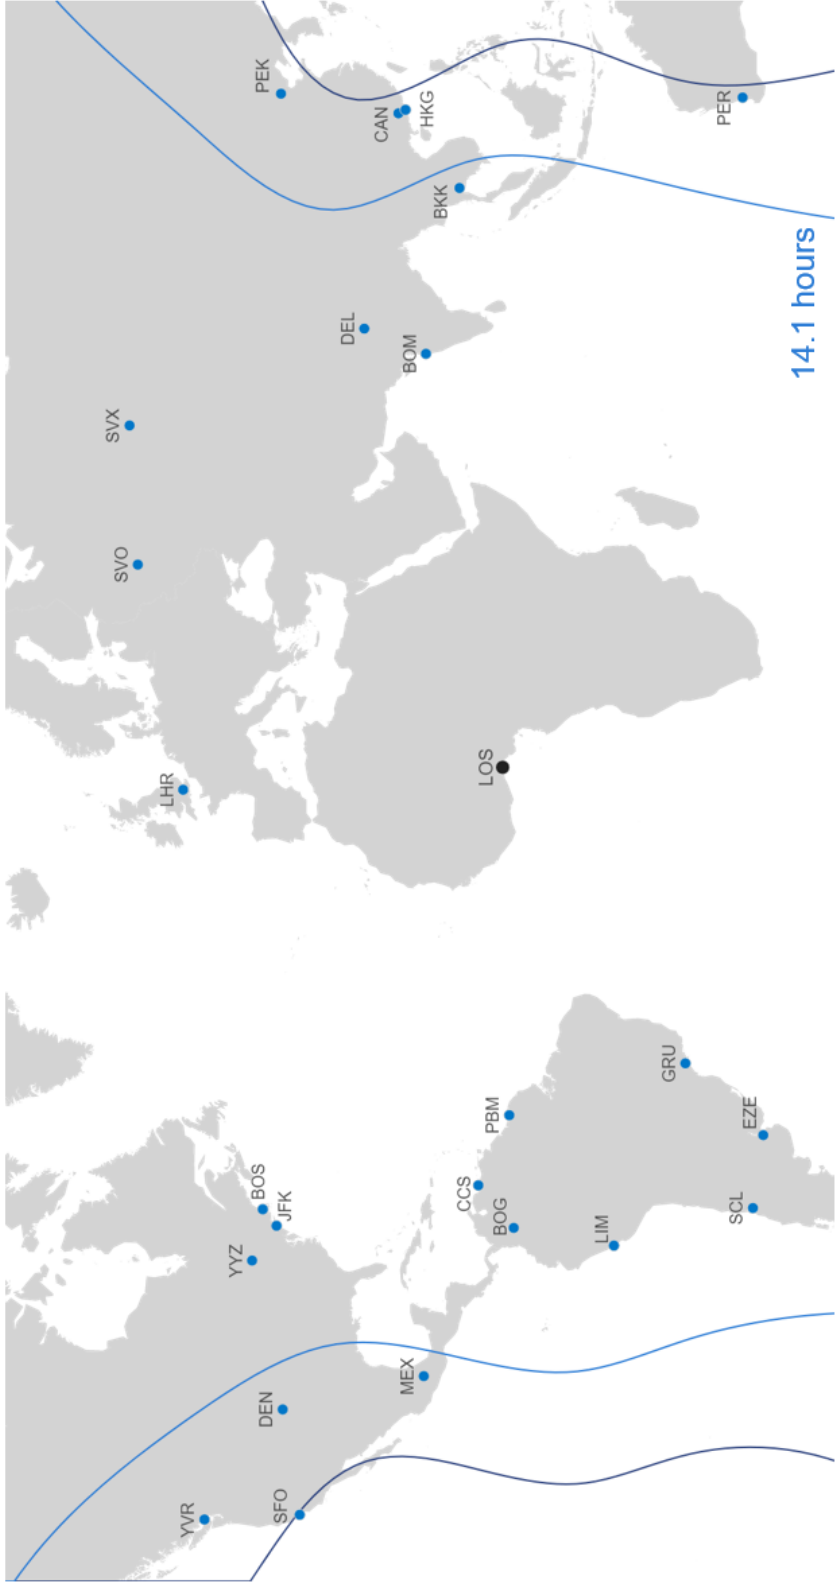 YVR
SFO
DEN
MEX
YYZ
BOS
JFK
CCS
BOG
LIM
PBM
GRU
EZE
SCL
LHR
LOS
SVO
SVX
DEL
BOM
BKK
PEK
CAN
HKG
PER
14.1 hours